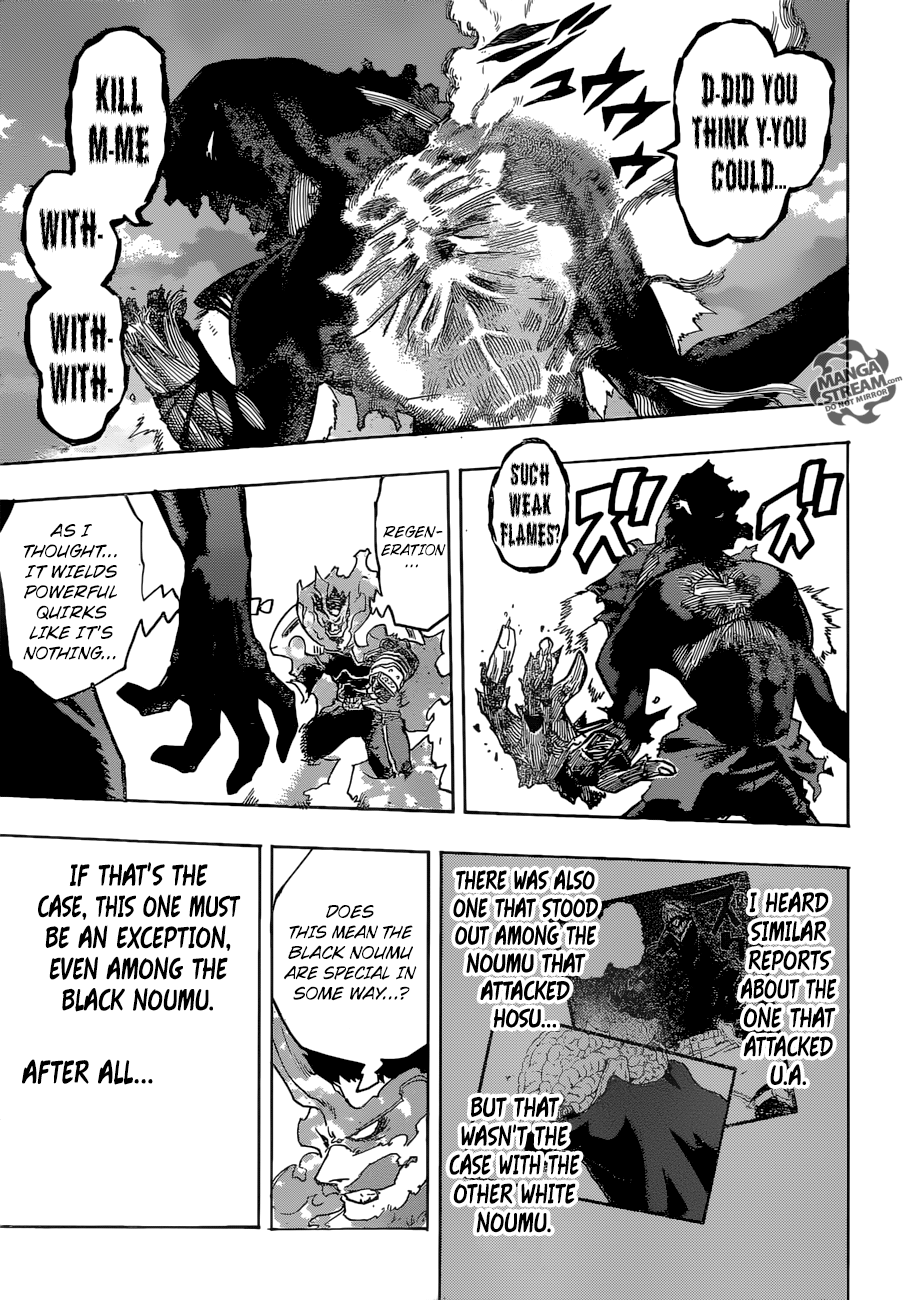 D-DID YOU
THINK Y-YOU
COULD...
KILL
M-ME
WITH-
WITH-
WITH-
MANGA
STREAM.com
DO NOT MIRROR
SUCH
WEAK
FLAMES?
ズズ
REGEN-
ERATION
...
AS I
THOUGHT...
IT WIELDS
POWERFUL
QUIRKS
LIKE IT'S
NOTHING...
I HEARD
SIMILAR
REPORTS
ABOUT THE
ONE THAT
ATTACKED
U.A.
THERE WAS ALSO
ONE THAT STOOD
OUT AMONG THE
NOUMU THAT
ATTACKED
HOSU...
BUT THAT
WASN'T THE
CASE WITH THE
OTHER WHITE
NOUMU.
DOES
THIS MEAN THE
BLACK NOUMU
ARE SPECIAL IN
SOME WAY...?
IF THAT'S THE
CASE, THIS ONE MUST
BE AN EXCEPTION,
EVEN AMONG THE
BLACK NOUMU.
AFTER ALL...